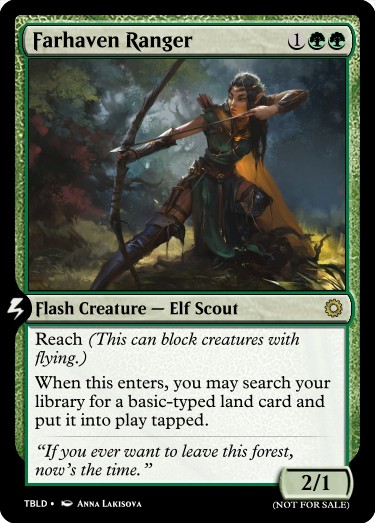 Farhaven Ranger 1
Flash Creature — Elf Scout
Reach (This can block creatures with
flying.)
When this enters, you may search your
library for a basic-typed land card and
put it into play tapped.
“If you ever want to leave this forest,
now’s the time.”
2/1
TBLD • Anna Lakisova
(NOT FOR SALE)